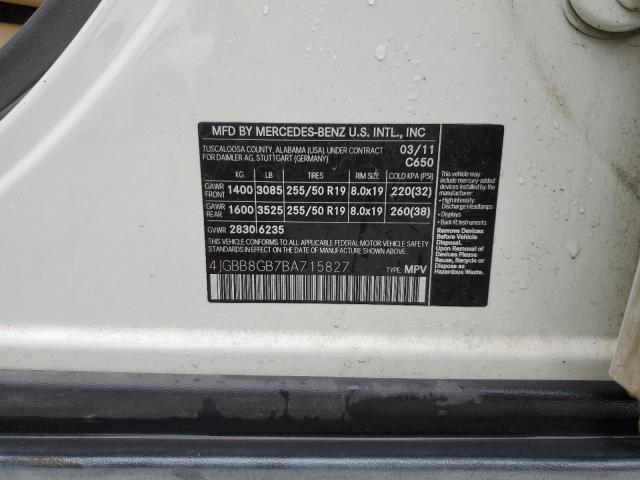 MFD BY MERCEDES-BENZ U.S. INTL., INC
TUSCALOOSA COUNTY, ALABAMA (USA) UNDER CONTRACT 03/11
FOR DAIMLER AG, STUTTGART (GERMANY) C650
KG LB TIRES RIM SIZE COLD KPA (PSI)
GAWR FRONT 1400 3085 255/50 R19 8.0x19 220(32)
GAWR REAR 1600 3525 255/50 R19 8.0x19 260(38)
GVWR 2830 6235
THIS VEHICLE CONFORMS TO ALL APPLICABLE FEDERAL MOTOR VEHICLE SAFETY
AND THEFT PREVENTION STANDARDS IN EFFECT ON THE DATE OF MANUFACTURE SHOWN ABOVE.
4JGBB8GB7BA715827
TYPE: MPV
This vehicle may
include mercury-added
devices installed by the
manufacturer:
• High Intensity
Discharge Headlamps
• Displays
• Back-lit instruments
Remove Devices
Before Vehicle
Disposal.
Upon Removal of
Devices Please
Reuse, Recycle or
Dispose as
Hazardous Waste.